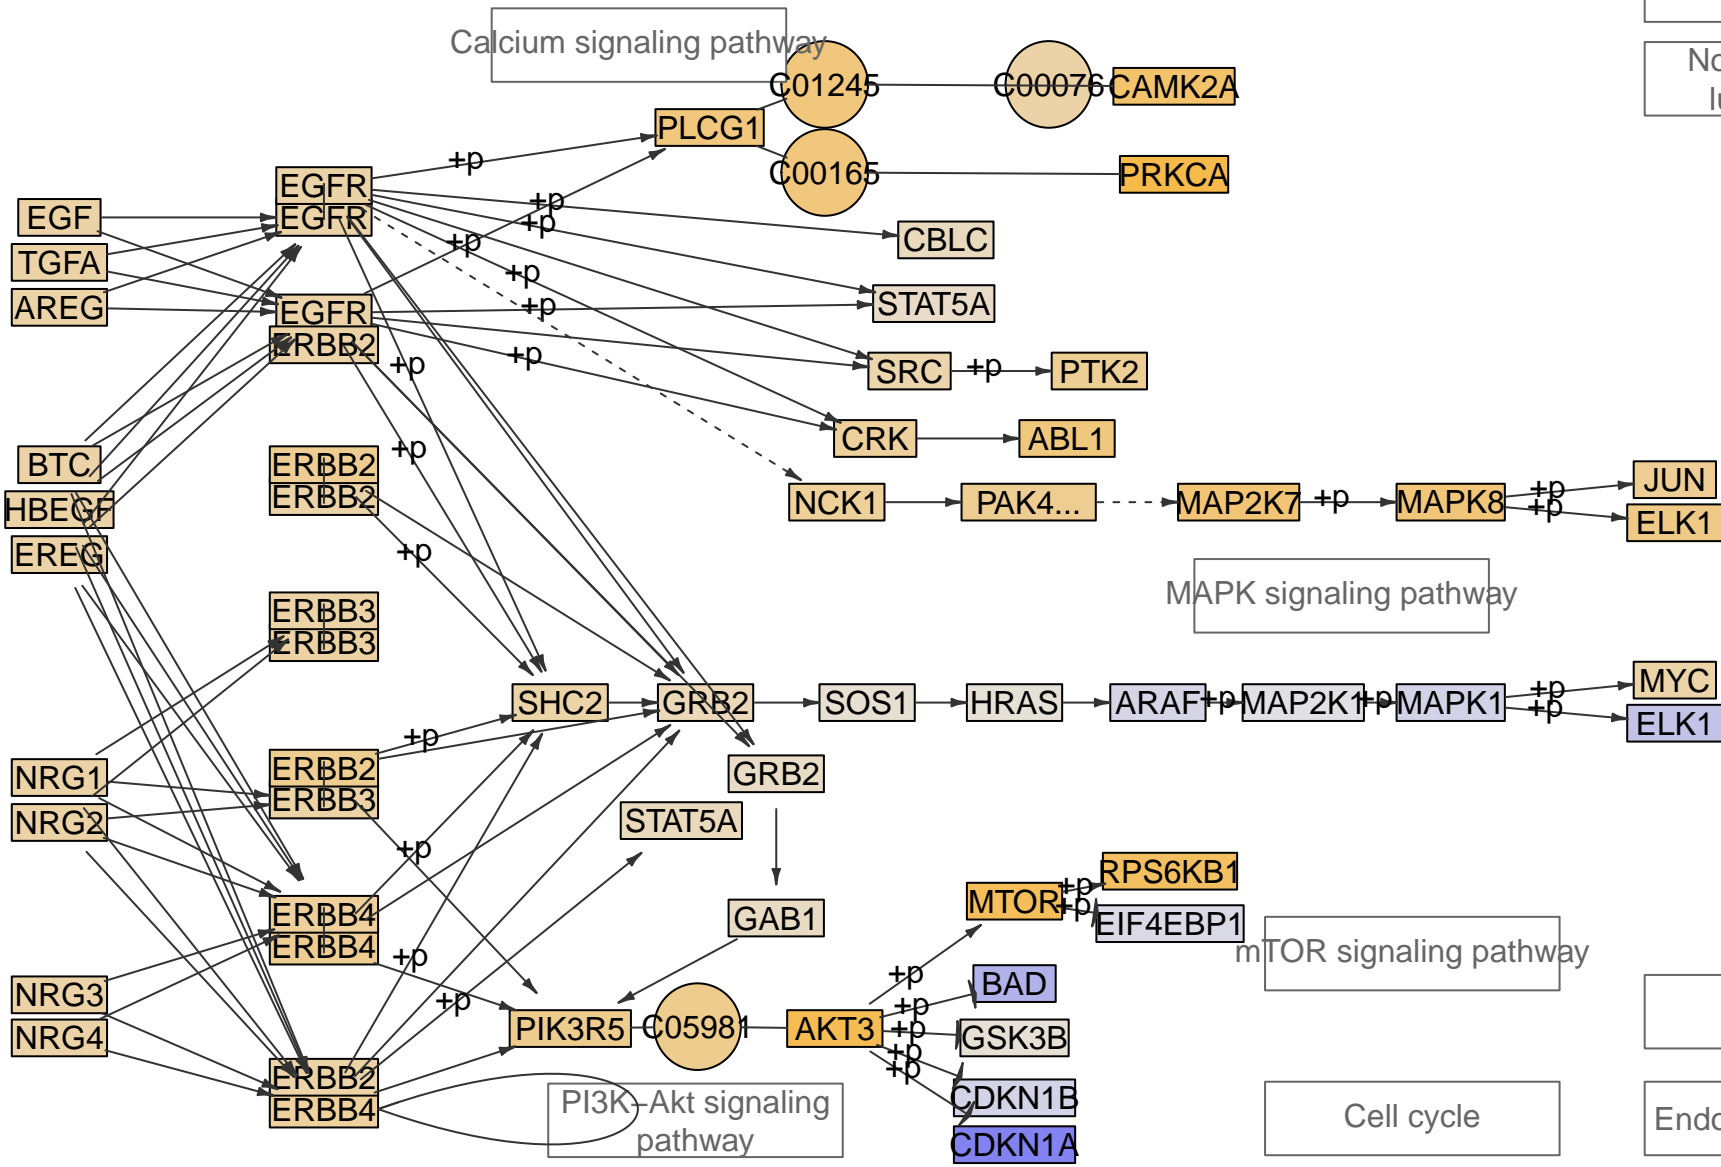 Calcium signaling pathway
No
lu
C01245
C00076
CAMK2A
PLCG1
+p
C00165
PRKCA
EGFR
EGFR
EGF
+p
+p
CBLC
TGFA
+p
+p
AREG
EGFR
+p
STAT5A
ERBB2
+p
+p
SRC
+p
PTK2
CRK
ABL1
BTC
ERBB2
+p
ERBB2
HBEGF
NCK1
PAK4...
MAP2K7
+p
MAPK8
+p
+p
JUN
ELK1
EREG
+p
MAPK signaling pathway
ERBB3
ERBB3
SHC2
GRB2
SOS1
HRAS
ARAF
+p
MAP2K1
+p
MAPK1
+p
+p
MYC
ELK1
+p
NRG1
ERBB2
ERBB3
GRB2
NRG2
STAT5A
+p
ERBB4
ERBB4
GAB1
MTOR
+p
+p
RPS6KB1
EIF4EBP1
mTOR signaling pathway
+p
+p
BAD
NRG3
+p
+p
NRG4
PIK3R5
C05981
AKT3
+p
GSK3B
+p
+p
ERBB2
ERBB4
PI3K−Akt signaling
pathway
CDKN1B
CDKN1A
Cell cycle
Endo